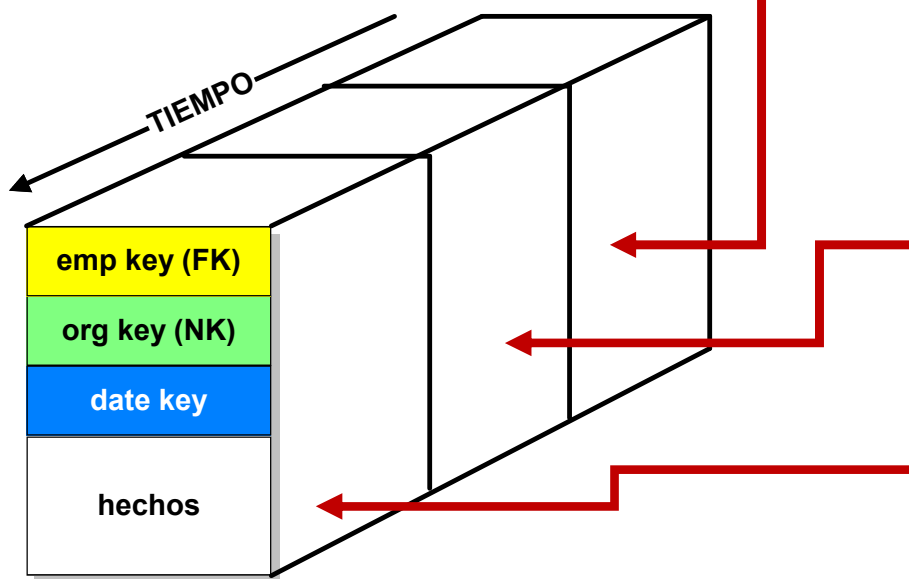 TIEMPO
emp key (FK)
org key (NK)
date key
hechos